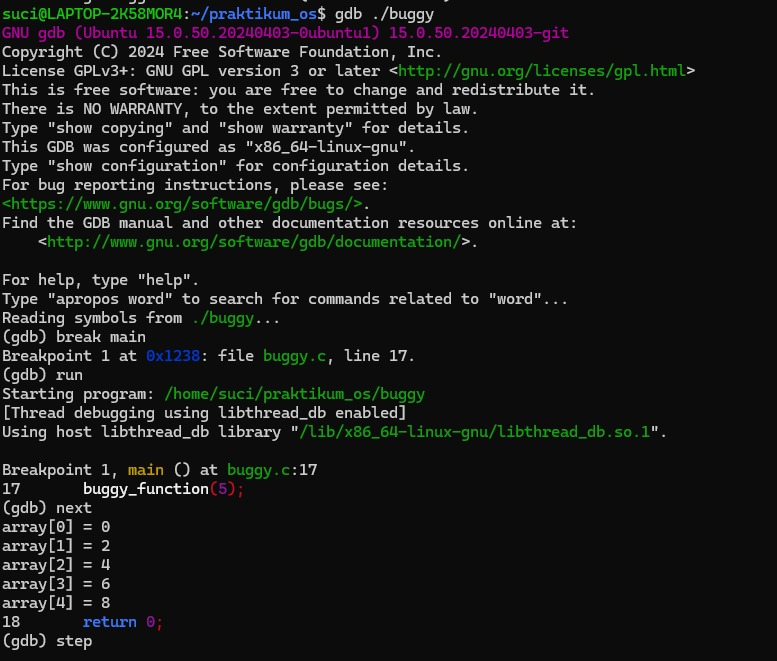 suci@LAPTOP-2K58MOR4:~/praktikum_os$ gdb ./buggy
GNU gdb (Ubuntu 15.0.50.20240403-0ubuntu1) 15.0.50.20240403-git
Copyright (C) 2024 Free Software Foundation, Inc.
License GPLv3+: GNU GPL version 3 or later <http://gnu.org/licenses/gpl.html>
This is free software: you are free to change and redistribute it.
There is NO WARRANTY, to the extent permitted by law.
Type "show copying" and "show warranty" for details.
This GDB was configured as "x86_64-linux-gnu".
Type "show configuration" for configuration details.
For bug reporting instructions, please see:
<https://www.gnu.org/software/gdb/bugs/>.
Find the GDB manual and other documentation resources online at:
    <http://www.gnu.org/software/gdb/documentation/>.

For help, type "help".
Type "apropos word" to search for commands related to "word"...
Reading symbols from ./buggy...
(gdb) break main
Breakpoint 1 at 0x1238: file buggy.c, line 17.
(gdb) run
Starting program: /home/suci/praktikum_os/buggy
[Thread debugging using libthread_db enabled]
Using host libthread_db library "/lib/x86_64-linux-gnu/libthread_db.so.1".

Breakpoint 1, main () at buggy.c:17
17        buggy_function(5);
(gdb) next
array[0] = 0
array[1] = 2
array[2] = 4
array[3] = 6
array[4] = 8
18        return 0;
(gdb) step